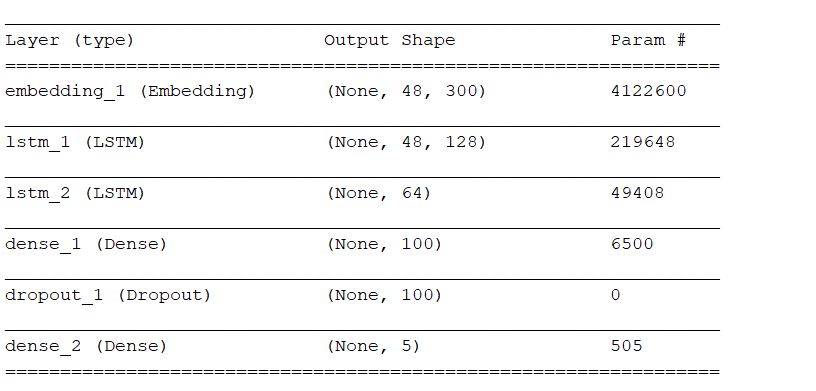 Layer (type) Output Shape Param #
embedding_1 (Embedding) (None, 48, 300) 4122600
lstm_1 (LSTM) (None, 48, 128) 219648
lstm_2 (LSTM) (None, 64) 49408
dense_1 (Dense) (None, 100) 6500
dropout_1 (Dropout) (None, 100) 0
dense_2 (Dense) (None, 5) 505